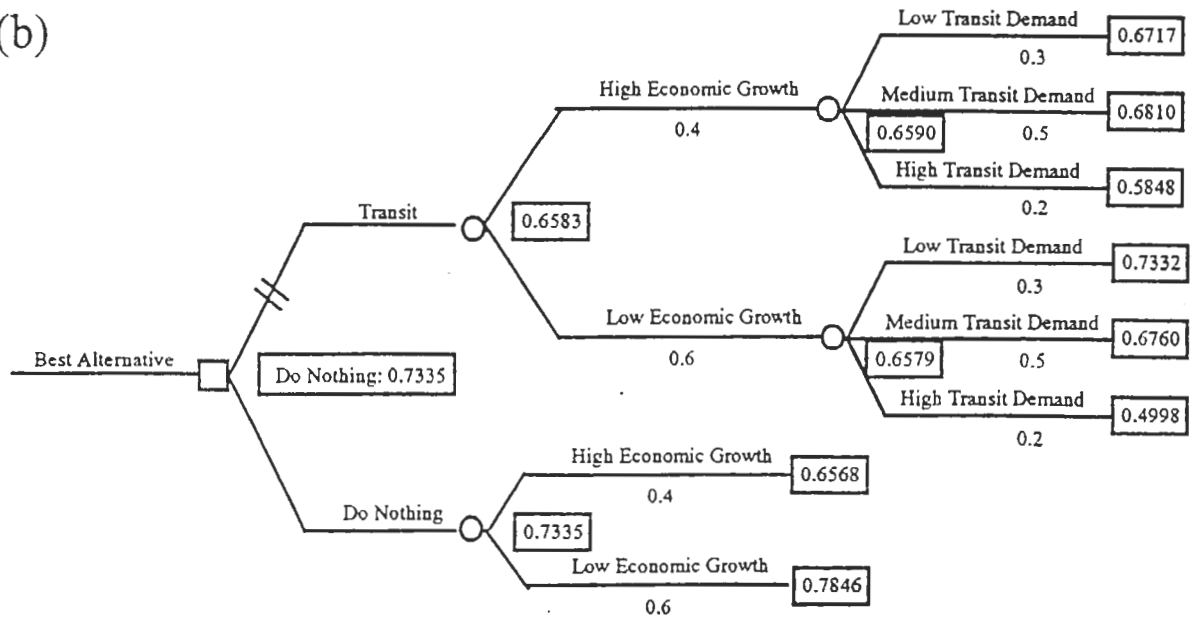 (b)
Low Transit Demand
0.6717
0.3
High Economic Growth
Medium Transit Demand
0.6810
0.4
0.6590
0.5
High Transit Demand
0.5848
0.2
Transit
0.6583
Low Transit Demand
0.7332
0.3
Low Economic Growth
Medium Transit Demand
0.6760
0.6
0.6579
0.5
Best Alternative
Do Nothing: 0.7335
High Transit Demand
0.4998
0.2
High Economic Growth
0.6568
0.4
Do Nothing
0.7335
Low Economic Growth
0.7846
0.6